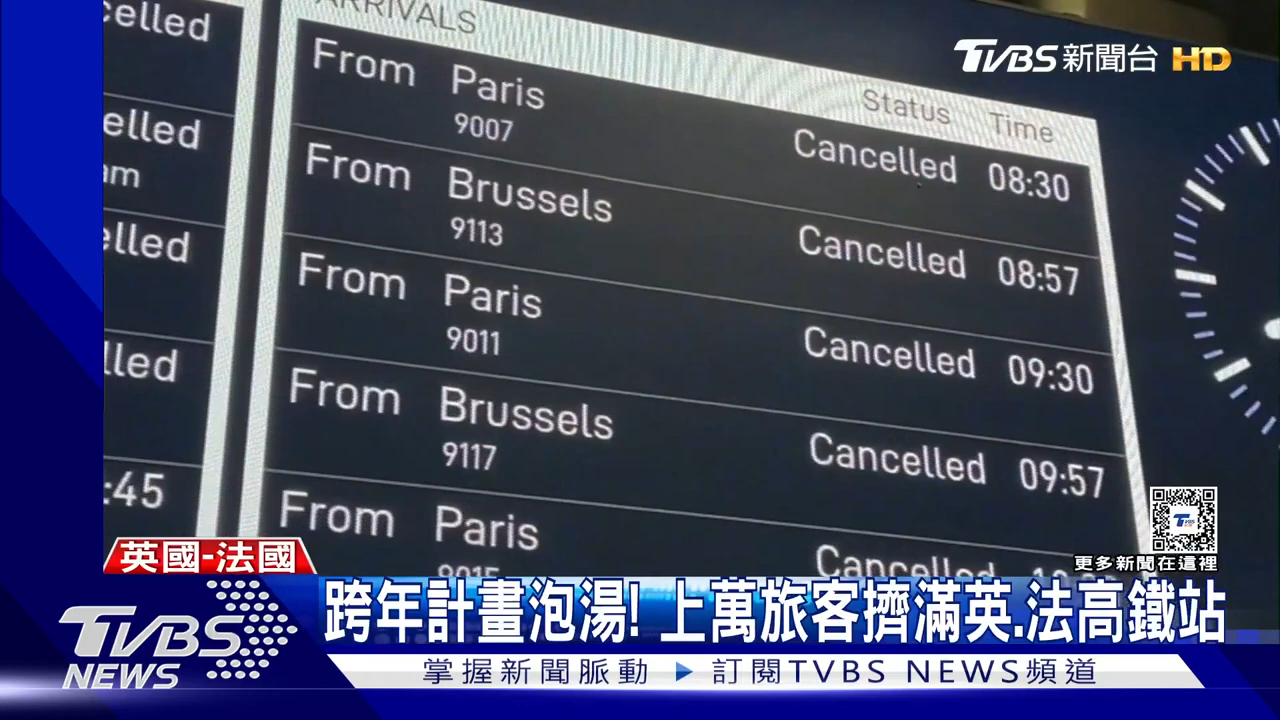 ARRIVALS
Status Time
From Paris Cancelled 08:30
9007
From Brussels Cancelled 08:57
9113
From Paris Cancelled 09:30
9011
From Brussels Cancelled 09:57
9117
From Paris Cancelled
9015
:45
TVBS新聞台 HD
TVBS
更多新聞在這裡
英國-法國
跨年計畫泡湯! 上萬旅客擠滿英.法高鐵站
TVBS
NEWS
掌握新聞脈動 ▶ 訂閱TVBS NEWS頻道